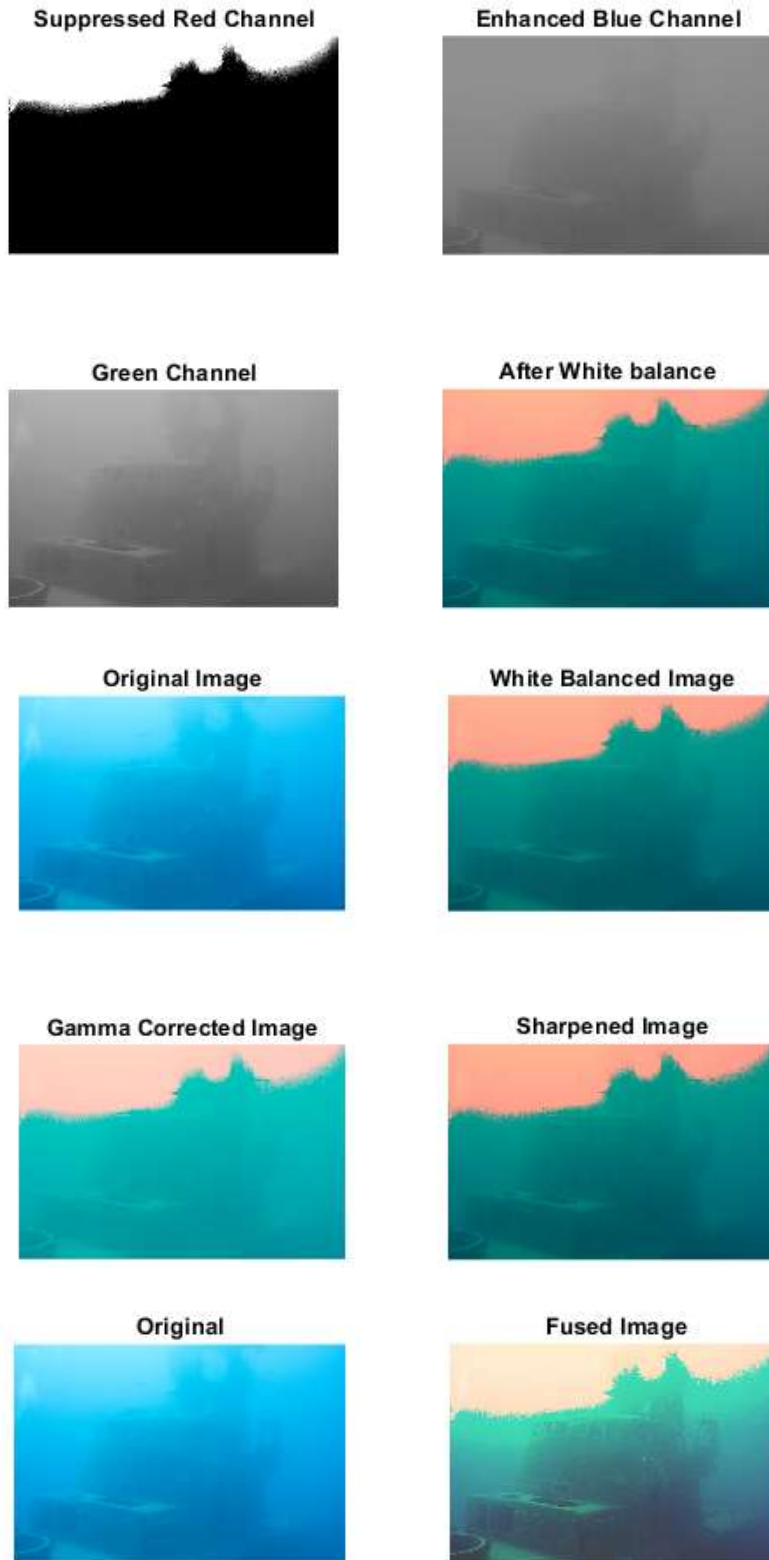 Suppressed Red Channel
Enhanced Blue Channel
Green Channel
After White balance
Original Image
White Balanced Image
Gamma Corrected Image
Sharpened Image
Original
Fused Image